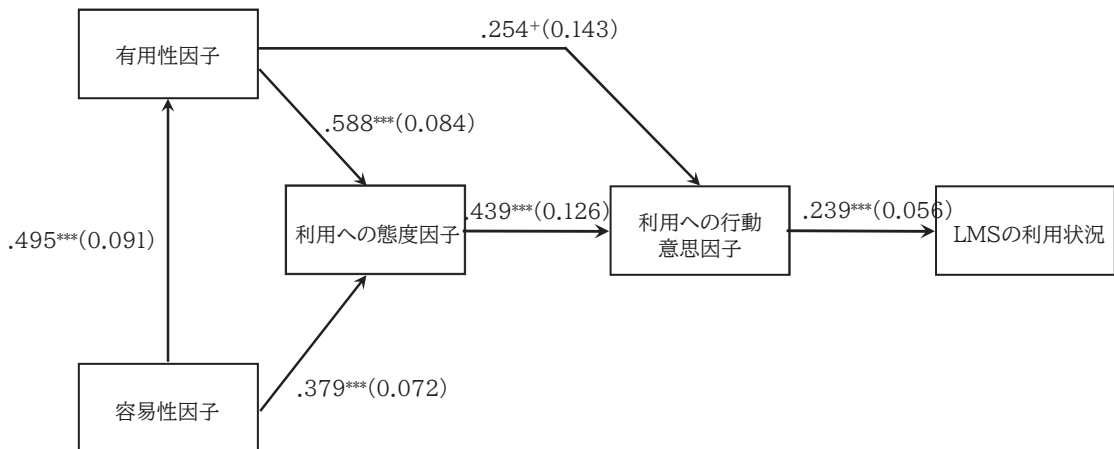 .254⁺(0.143)
有用性因子
.588***(0.084)
.439***(0.126)
.239***(0.056)
利用への態度因子
利用への行動
意思因子
LMSの利用状況
.495***(0.091)
.379***(0.072)
容易性因子